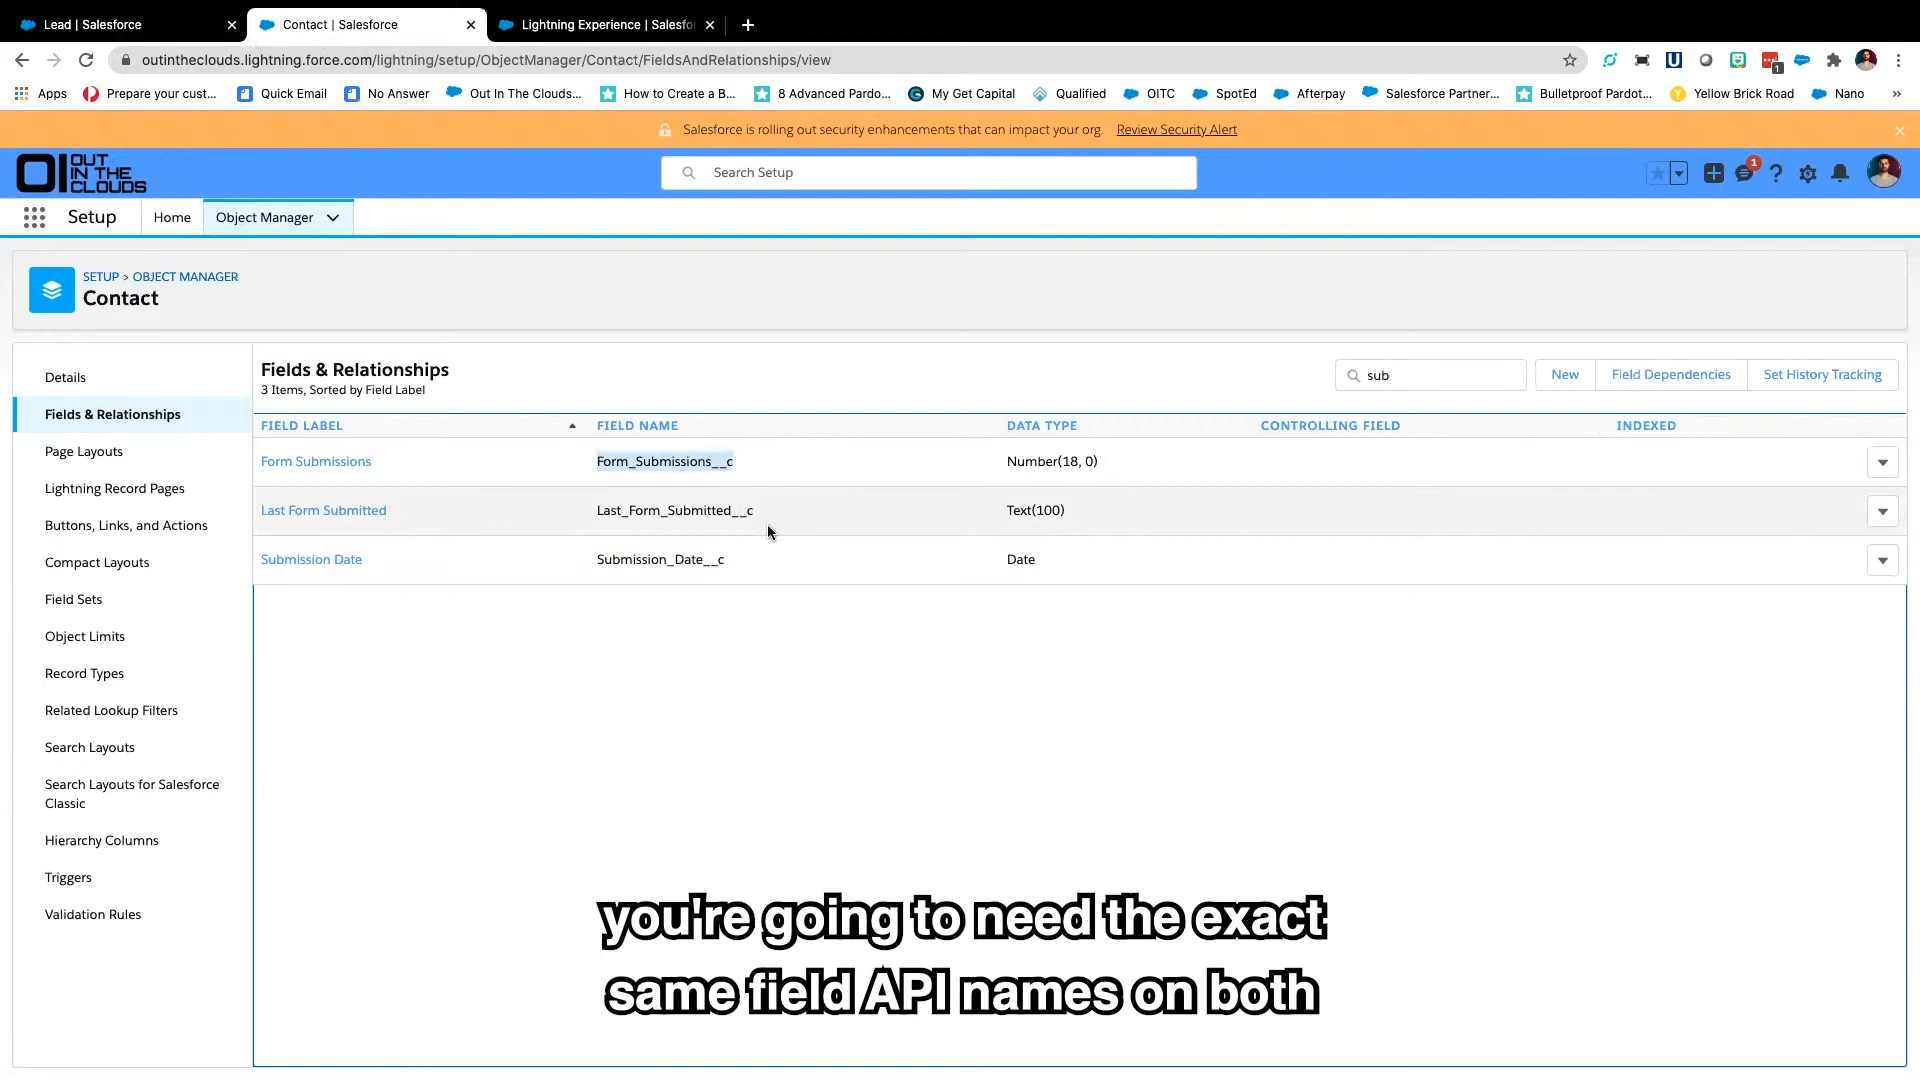 Lead | Salesforce
Contact | Salesforce
Lightning Experience | Salesfor
outintheclouds.lightning.force.com/lightning/setup/ObjectManager/Contact/FieldsAndRelationships/view
1
Apps
Prepare your cust...
Quick Email
No Answer
Out In The Clouds...
How to Create a B...
8 Advanced Pardo...
My Get Capital
Qualified
OITC
SpotEd
Afterpay
Salesforce Partner...
Bulletproof Pardot...
Yellow Brick Road
Nano
»
Salesforce is rolling out security enhancements that can impact your org. Review Security Alert
OUT
IN THE
CLOUDS
Search Setup
1
Setup
Home
Object Manager
SETUP > OBJECT MANAGER
Contact
Details
Fields & Relationships
Page Layouts
Lightning Record Pages
Buttons, Links, and Actions
Compact Layouts
Field Sets
Object Limits
Record Types
Related Lookup Filters
Search Layouts
Search Layouts for Salesforce
Classic
Hierarchy Columns
Triggers
Validation Rules
Fields & Relationships
3 Items, Sorted by Field Label
sub
New
Field Dependencies
Set History Tracking
FIELD LABEL FIELD NAME DATA TYPE CONTROLLING FIELD INDEXED
Form Submissions Form_Submissions__c Number(18, 0)
Last Form Submitted Last_Form_Submitted__c Text(100)
Submission Date Submission_Date__c Date
you're going to need the exact
same field API names on both